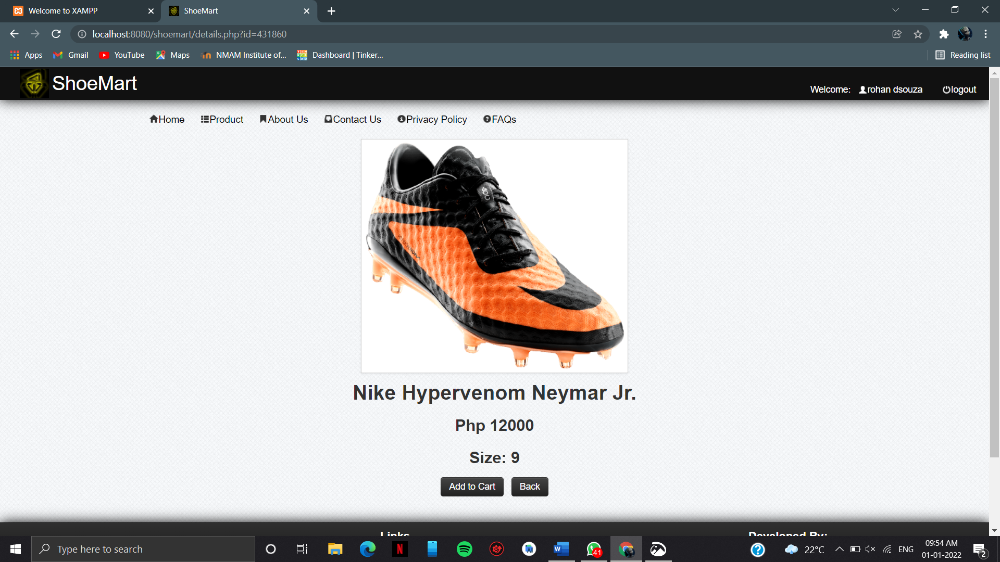 Welcome to XAMPP
ShoeMart
localhost:8080/shoemart/details.php?id=431860
Apps
Gmail
YouTube
Maps
NMAM Institute of...
Dashboard | Tinker...
Reading list
ShoeMart
Welcome: rohan dsouza logout
Home Product About Us Contact Us Privacy Policy FAQs
Nike Hypervenom Neymar Jr.
Php 12000
Size: 9
Add to Cart Back
Links
Developed By:
Type here to search
41
22°C
ENG
09:54 AM
01-01-2022
2